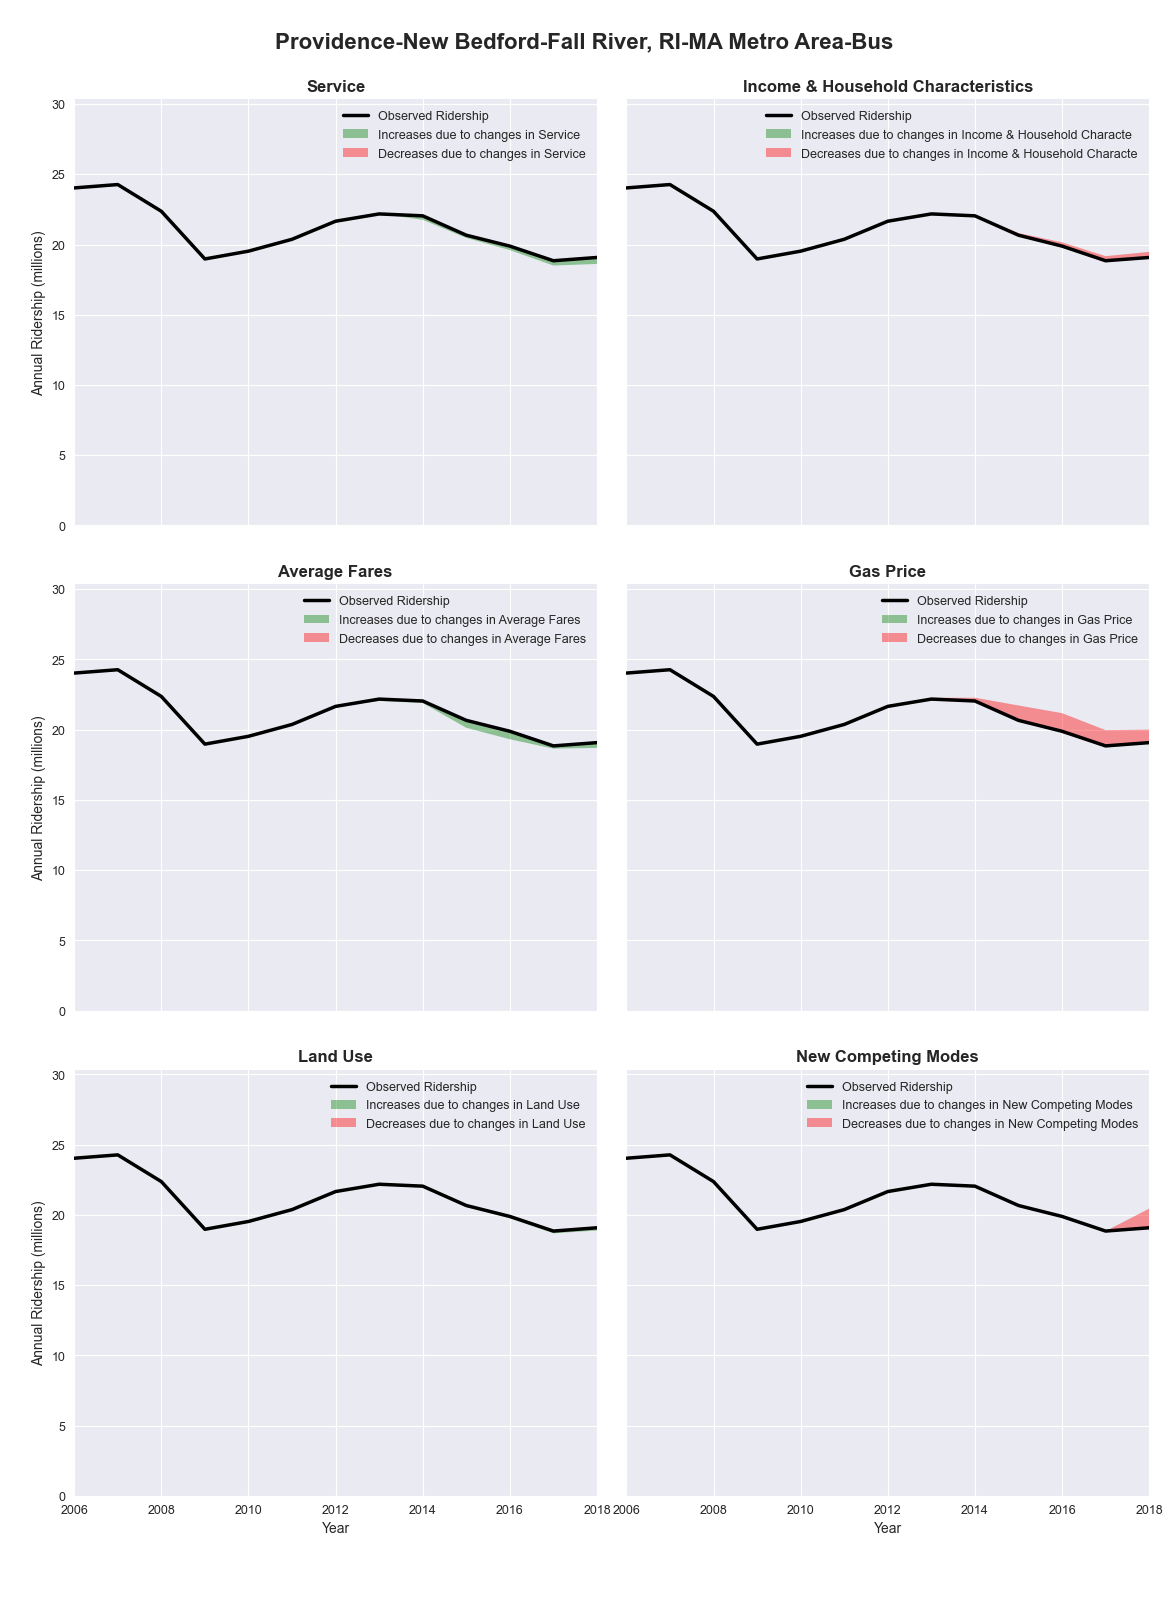 Providence-New Bedford-Fall River, RI-MA Metro Area-Bus
Service
Observed Ridership
Increases due to changes in Service
Decreases due to changes in Service
30
25
20
15
10
5
0
Annual Ridership (millions)
Income & Household Characteristics
Observed Ridership
Increases due to changes in Income & Household Characte
Decreases due to changes in Income & Household Characte
Average Fares
Observed Ridership
Increases due to changes in Average Fares
Decreases due to changes in Average Fares
30
25
20
15
10
5
0
Annual Ridership (millions)
Gas Price
Observed Ridership
Increases due to changes in Gas Price
Decreases due to changes in Gas Price
Land Use
Observed Ridership
Increases due to changes in Land Use
Decreases due to changes in Land Use
30
25
20
15
10
5
0
Annual Ridership (millions)
2006 2008 2010 2012 2014 2016 2018
Year
New Competing Modes
Observed Ridership
Increases due to changes in New Competing Modes
Decreases due to changes in New Competing Modes
2006 2008 2010 2012 2014 2016 2018
Year